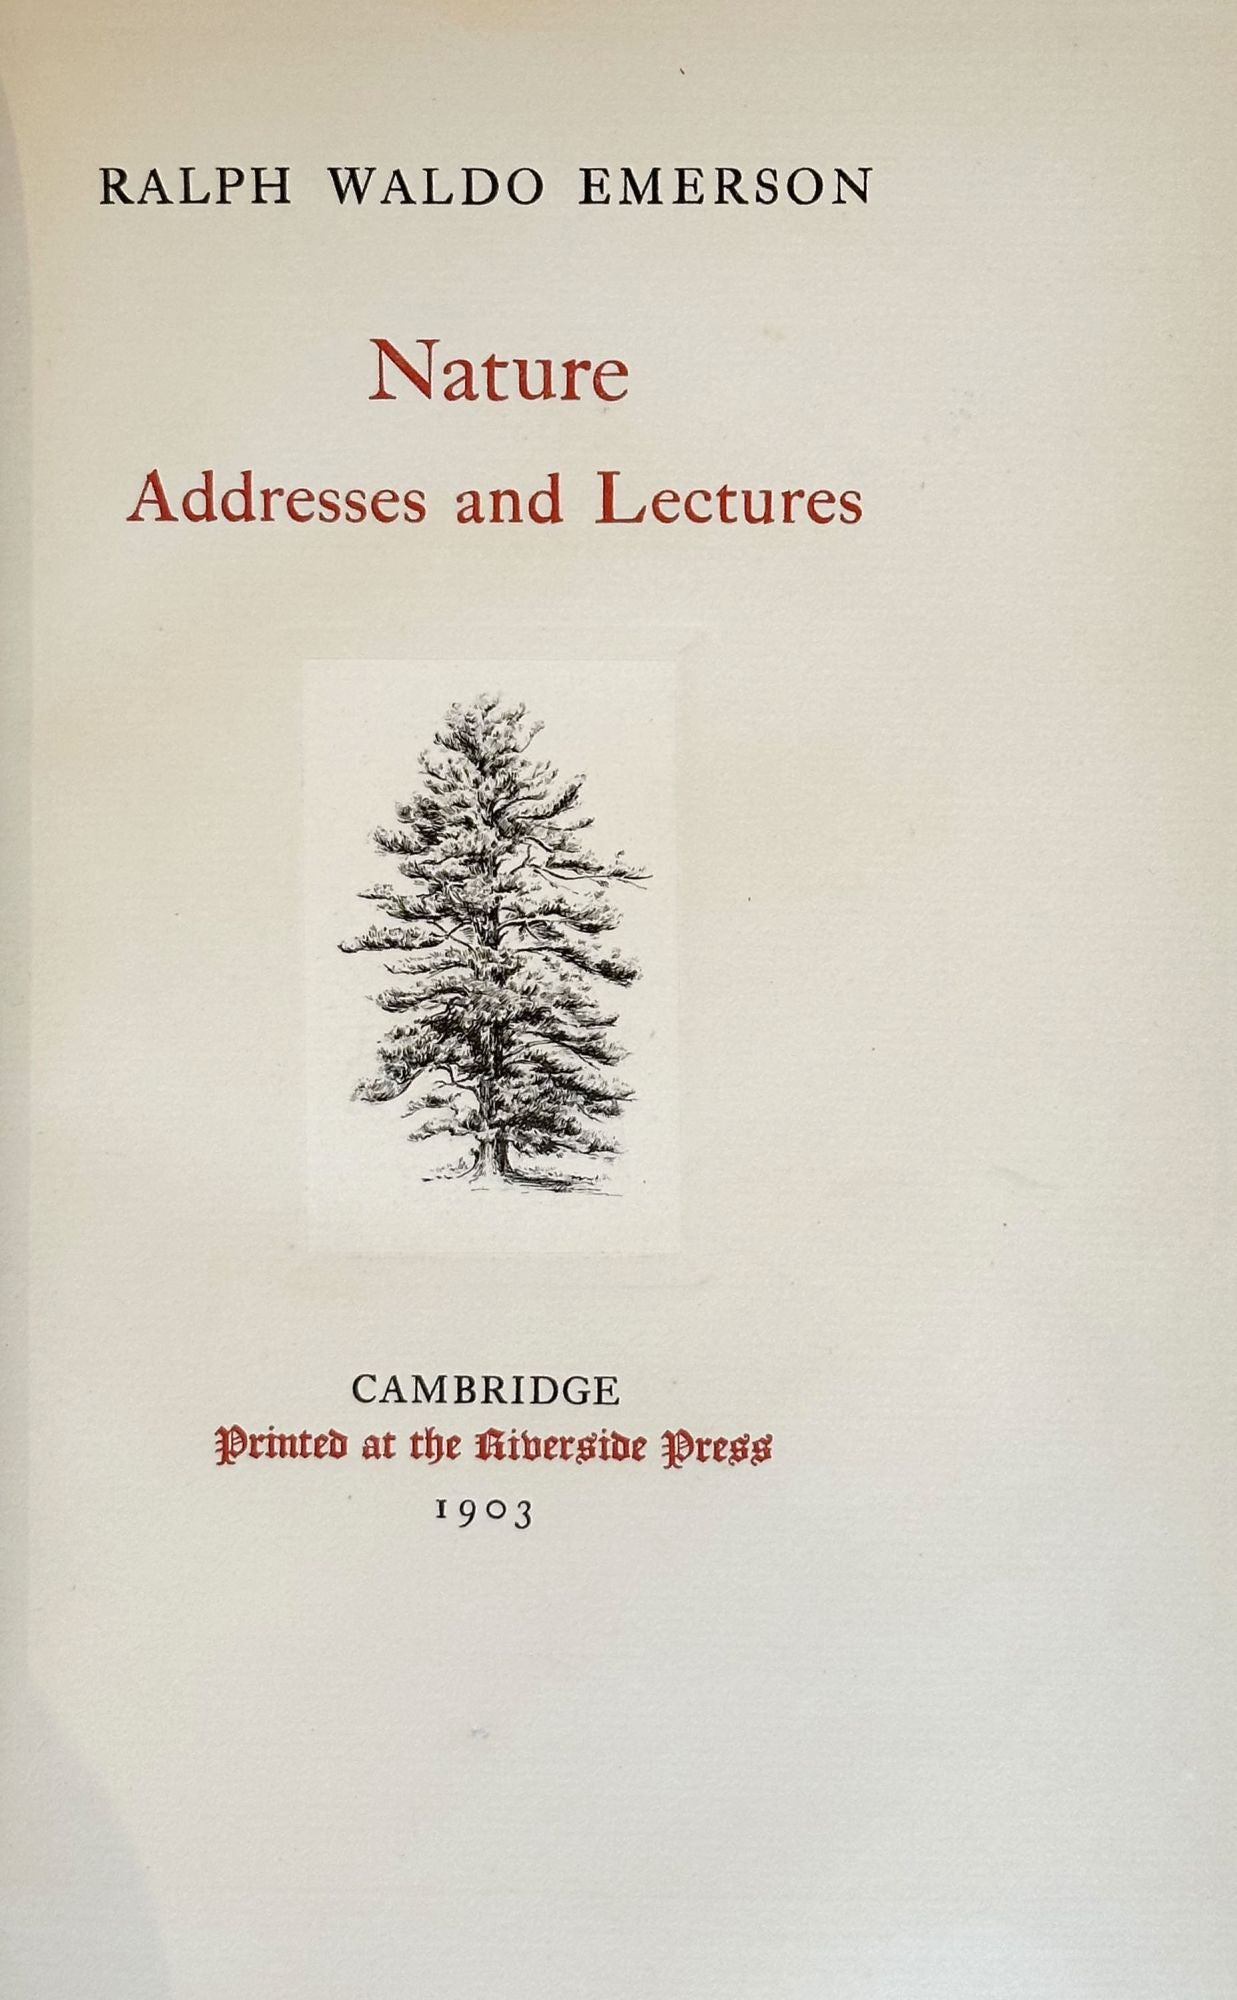 RALPH WALDO EMERSON
Nature
Addresses and Lectures
CAMBRIDGE
Printed at the Riverside Press
1903